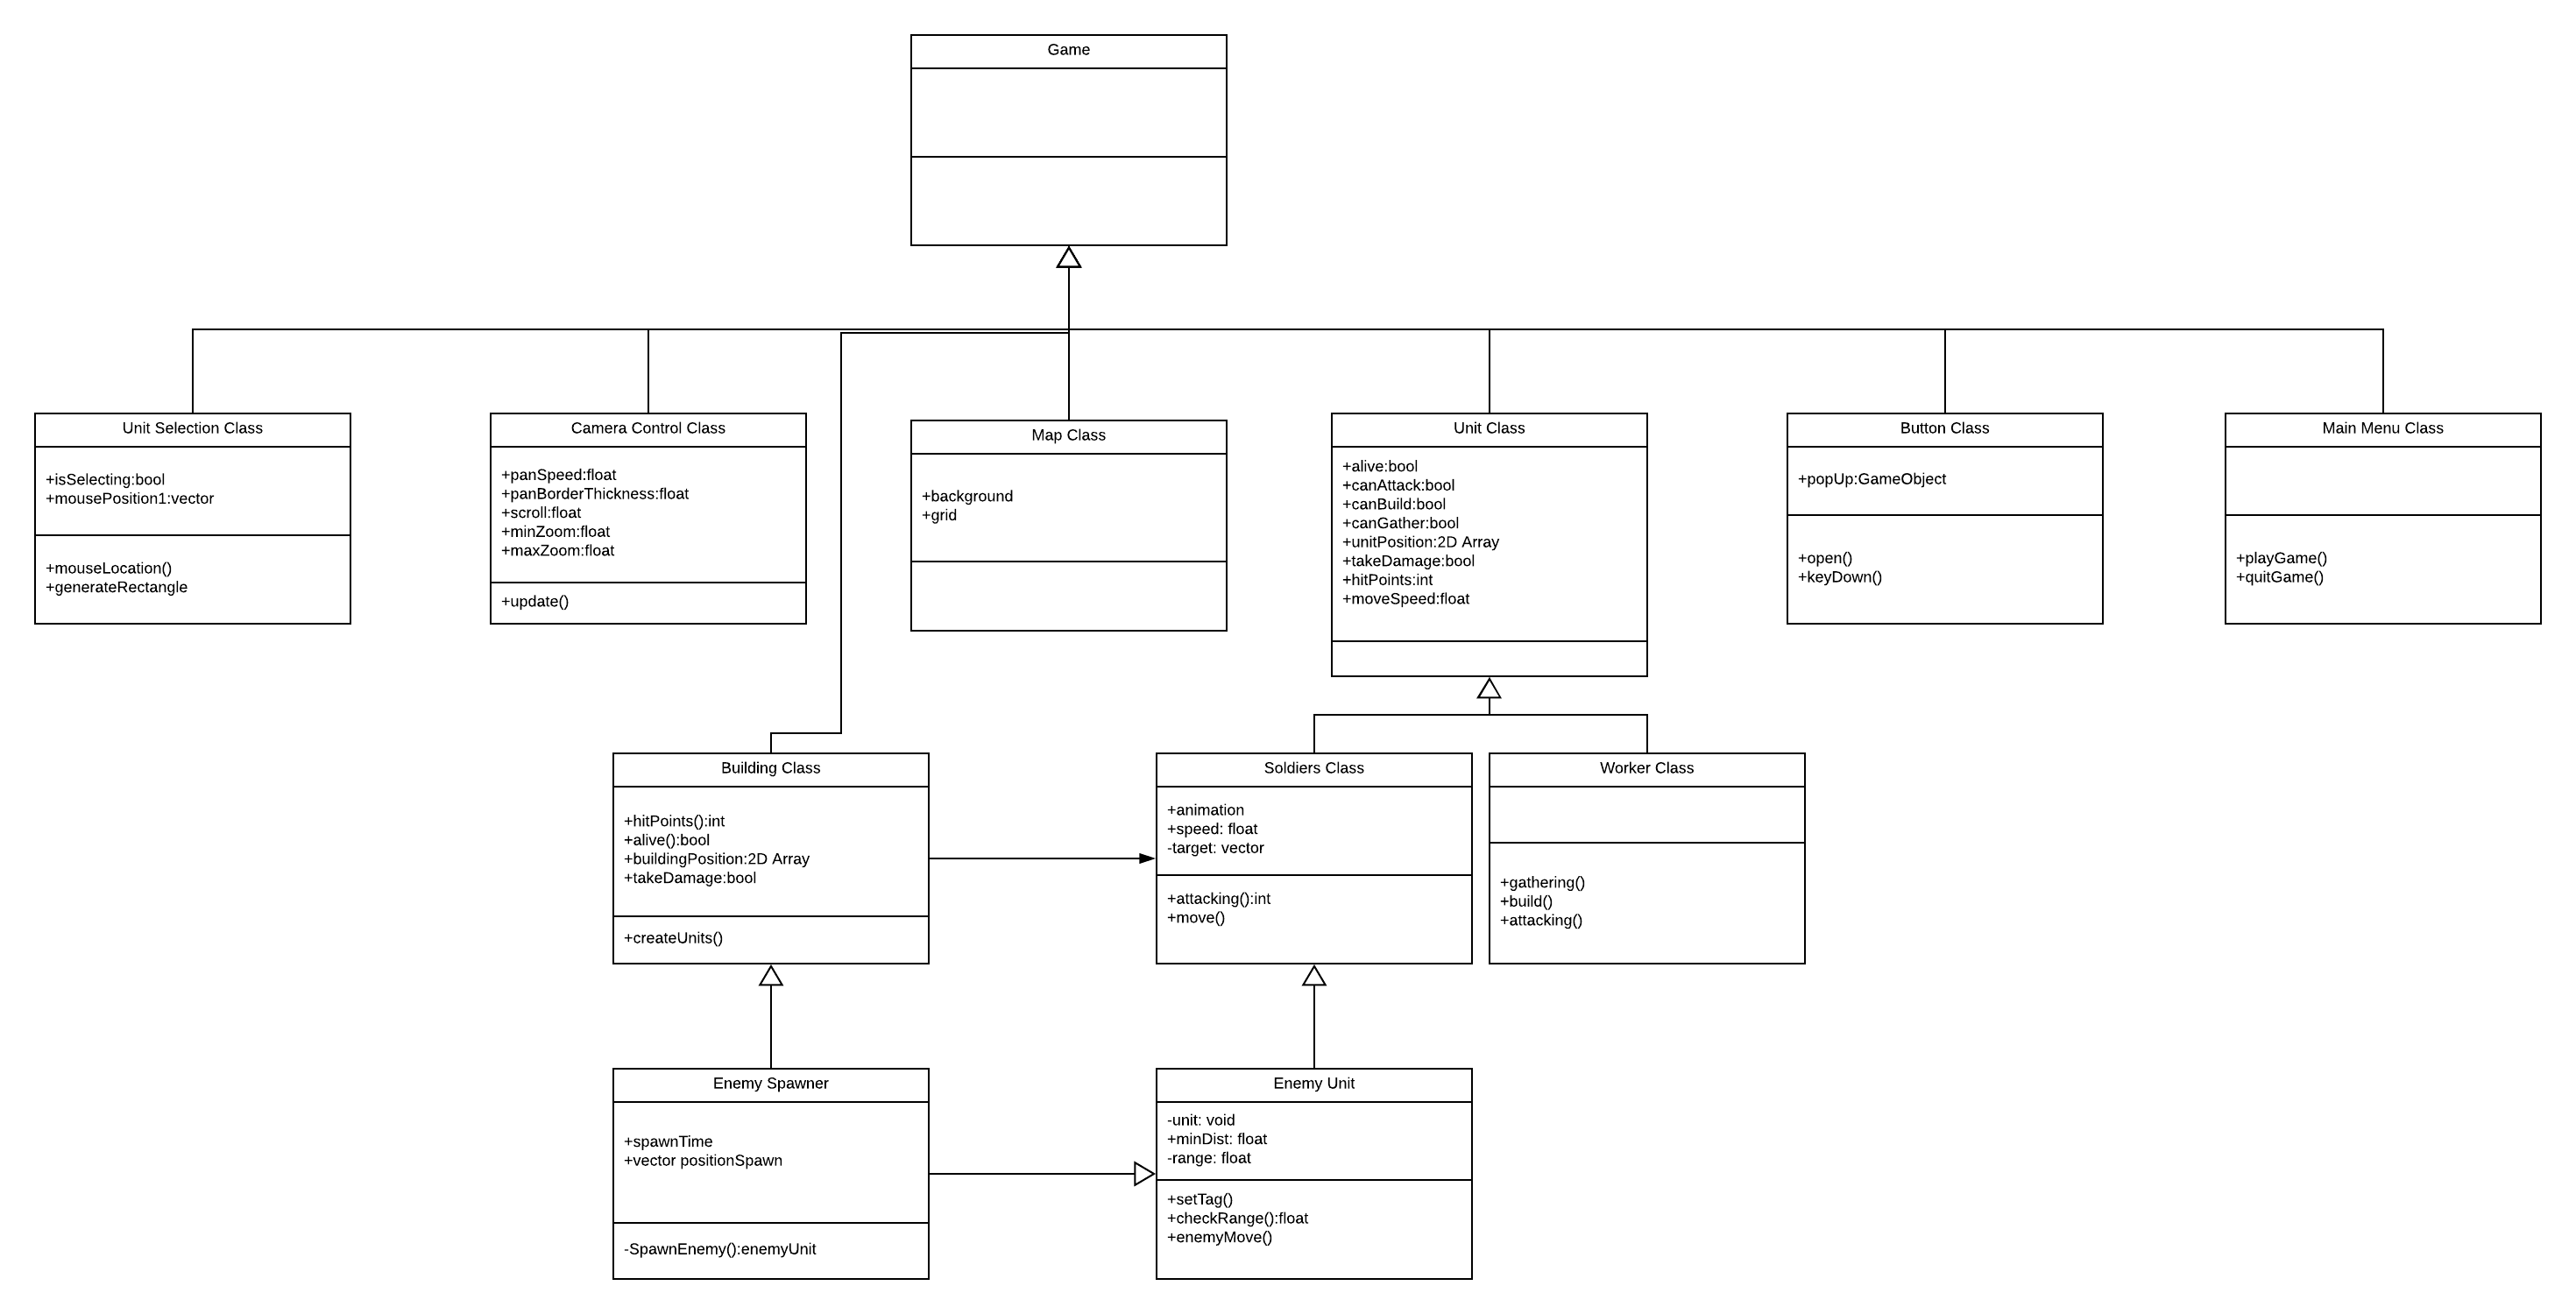 Game
Unit Selection Class
+isSelecting:bool
+mousePosition1:vector
+mouseLocation()
+generateRectangle
Camera Control Class
+panSpeed:float
+panBorderThickness:float
+scroll:float
+minZoom:float
+maxZoom:float
+update()
Map Class
+background
+grid
Unit Class
+alive:bool
+canAttack:bool
+canBuild:bool
+canGather:bool
+unitPosition:2D Array
+takeDamage:bool
+hitPoints:int
+moveSpeed:float
Button Class
+popUp:GameObject
+open()
+keyDown()
Main Menu Class
+playGame()
+quitGame()
Building Class
+hitPoints():int
+alive():bool
+buildingPosition:2D Array
+takeDamage:bool
+createUnits()
Soldiers Class
+animation
+speed: float
-target: vector
+attacking():int
+move()
Worker Class
+gathering()
+build()
+attacking()
Enemy Spawner
+spawnTime
+vector positionSpawn
-SpawnEnemy():enemyUnit
Enemy Unit
-unit: void
+minDist: float
-range: float
+setTag()
+checkRange():float
+enemyMove()